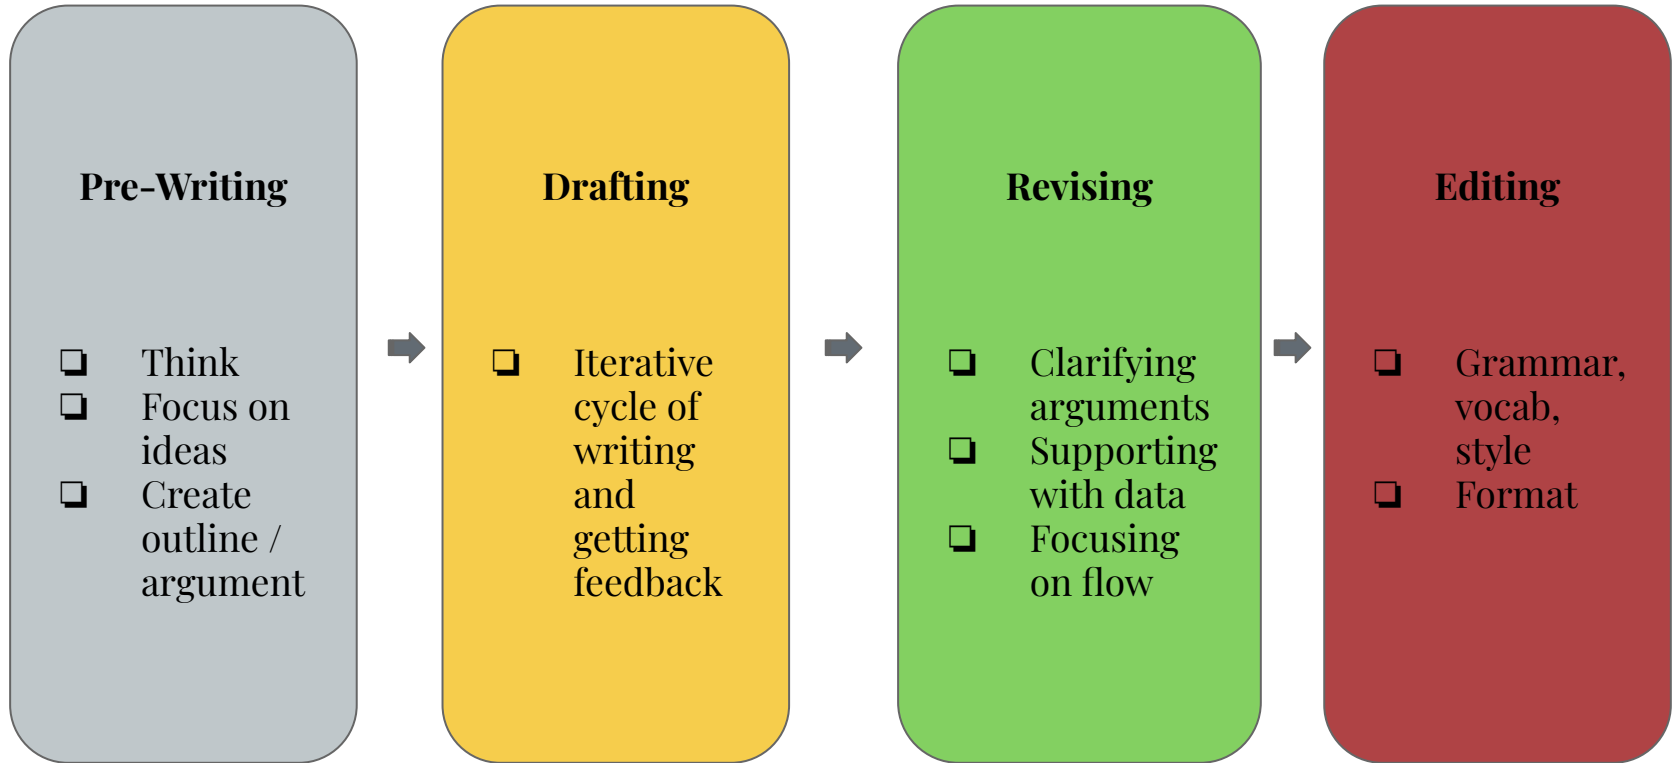 Pre-Writing
❏ Think
❏ Focus on
ideas
❏ Create
outline /
argument
Drafting
❏ Iterative
cycle of
writing
and
getting
feedback
Revising
❏ Clarifying
arguments
❏ Supporting
with data
❏ Focusing
on flow
Editing
❏ Grammar,
vocab,
style
❏ Format